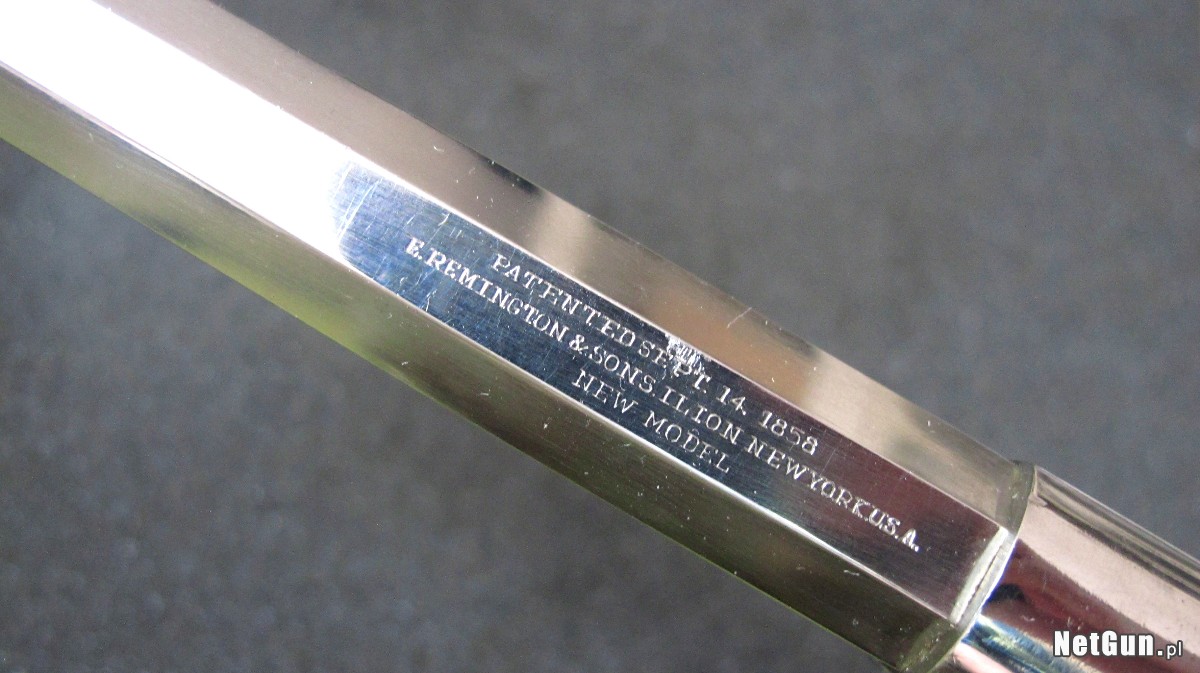 PATENTED SEPT. 14. 1858
E. REMINGTON & SONS, ILION NEW YORK U.S.A.
NEW MODEL
NetGun.pl